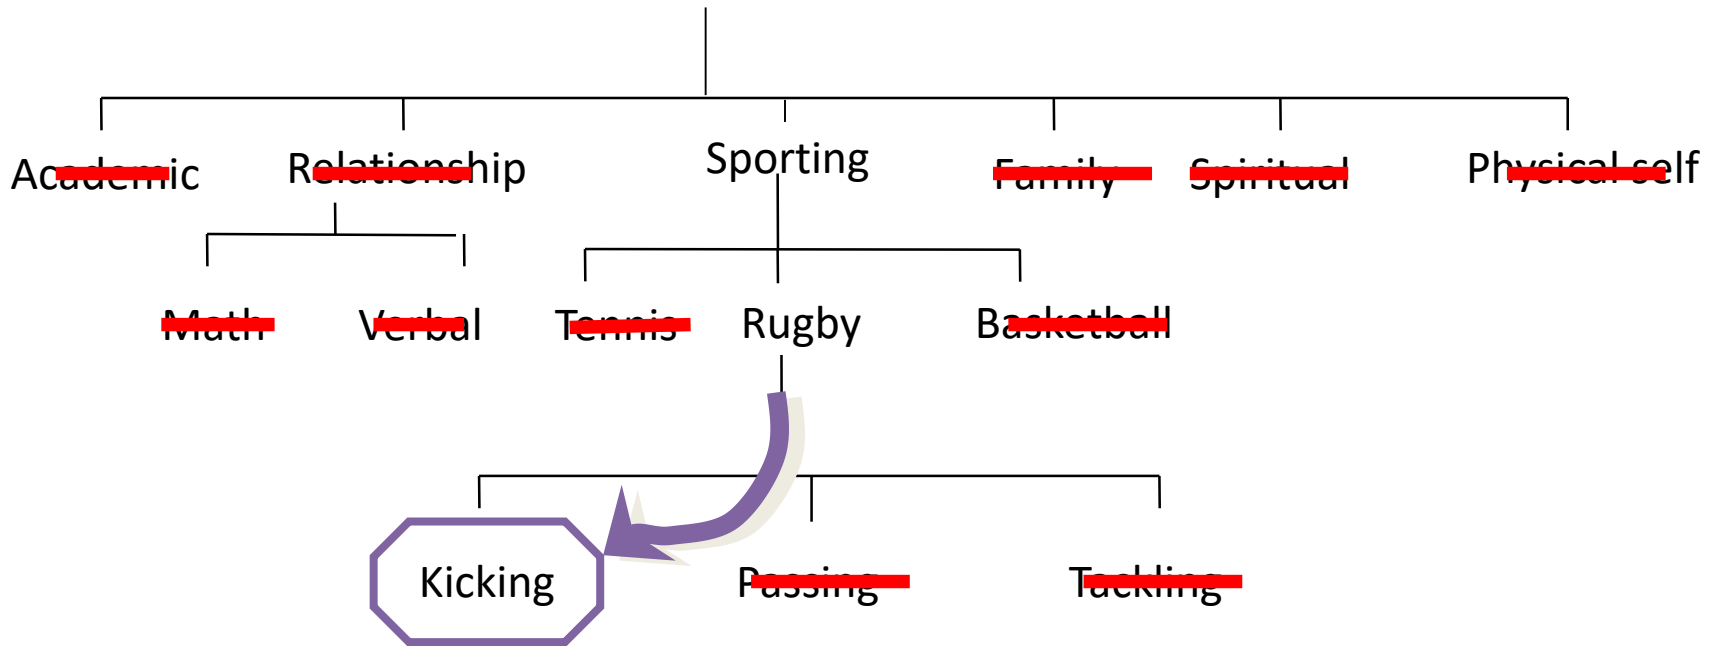 Academic Relationship Sporting Family Spiritual Physical self
Math Verbal Tennis Rugby Basketball
Kicking Passing Tackling